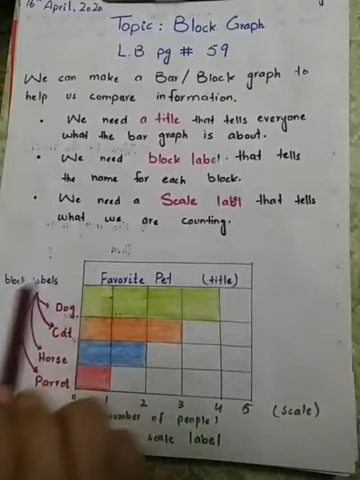 16th April, 2020
Topic: Block Graph
L.B pg # 59
We can make a Bar/Block graph to
help us compare information.
• We need a title that tells everyone
what the bar graph is about.
• We need block label that tells
the name for each block.
• We need a Scale label that tells
what we are counting.
Favorite Pet (title)
block labels
Dog
Cat
Horse
Parrot
0 1 2 3 4 5 (scale)
number of people)
scale label